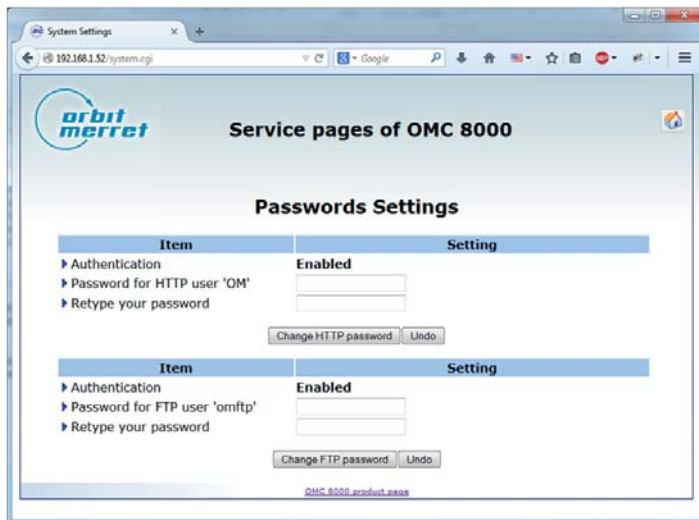 System Settings
192.168.1.52/system.cgi
Google
orbit
merret
Service pages of OMC 8000
Passwords Settings
Item Setting
Authentication Enabled
Password for HTTP user 'OM'
Retype your password
Change HTTP password Undo
Item Setting
Authentication Enabled
Password for FTP user 'omftp'
Retype your password
Change FTP password Undo
OMC 8000 product page